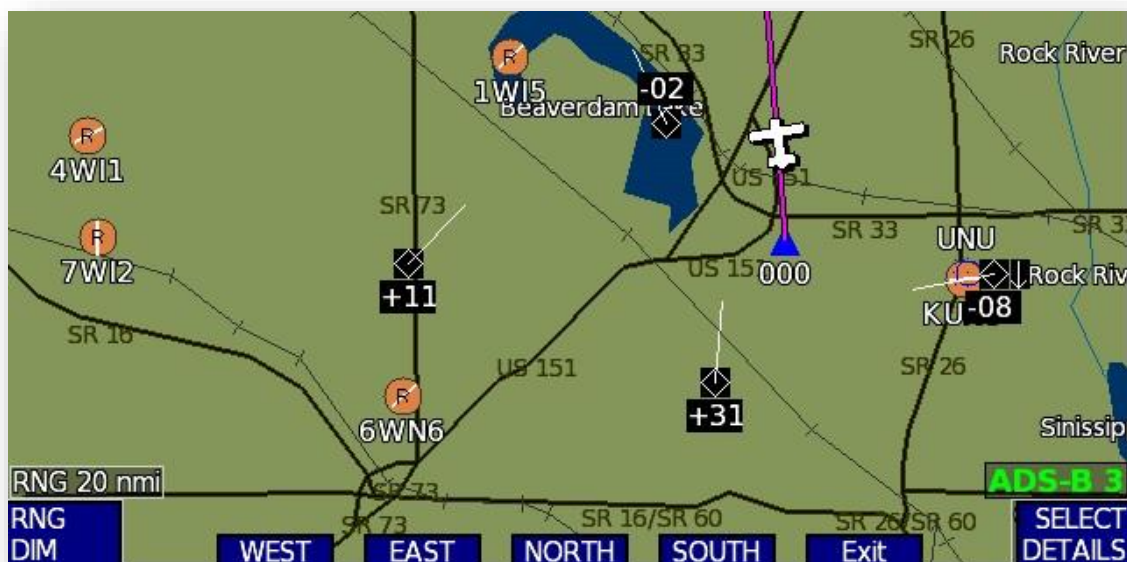 SR 33
SR 26
Rock River
R
1WI5
-02
Beaverdam
R
4WI1
US 151
SR 73
SR 33
R
7WI2
UNU
US 15
000
Rock Riv
+11
-08
SR 16
US 151
SR 26
R
6WN6
+31
Sinissip
RNG 20 nmi
ADS-B 3
SR 73
SR 16/SR 60
SR 26/SR 60
SR 73
RNG
DIM
WEST
EAST
NORTH
SOUTH
Exit
SELECT
DETAILS